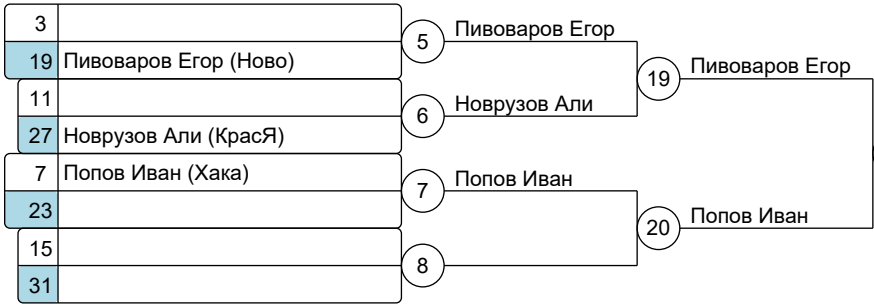 3
19 Пивоваров Егор (Ново)
11
27 Новрузов Али (КрасЯ)
7 Попов Иван (Хака)
23
15
31
5 Пивоваров Егор
6 Новрузов Али
7 Попов Иван
8
19 Пивоваров Егор
20 Попов Иван